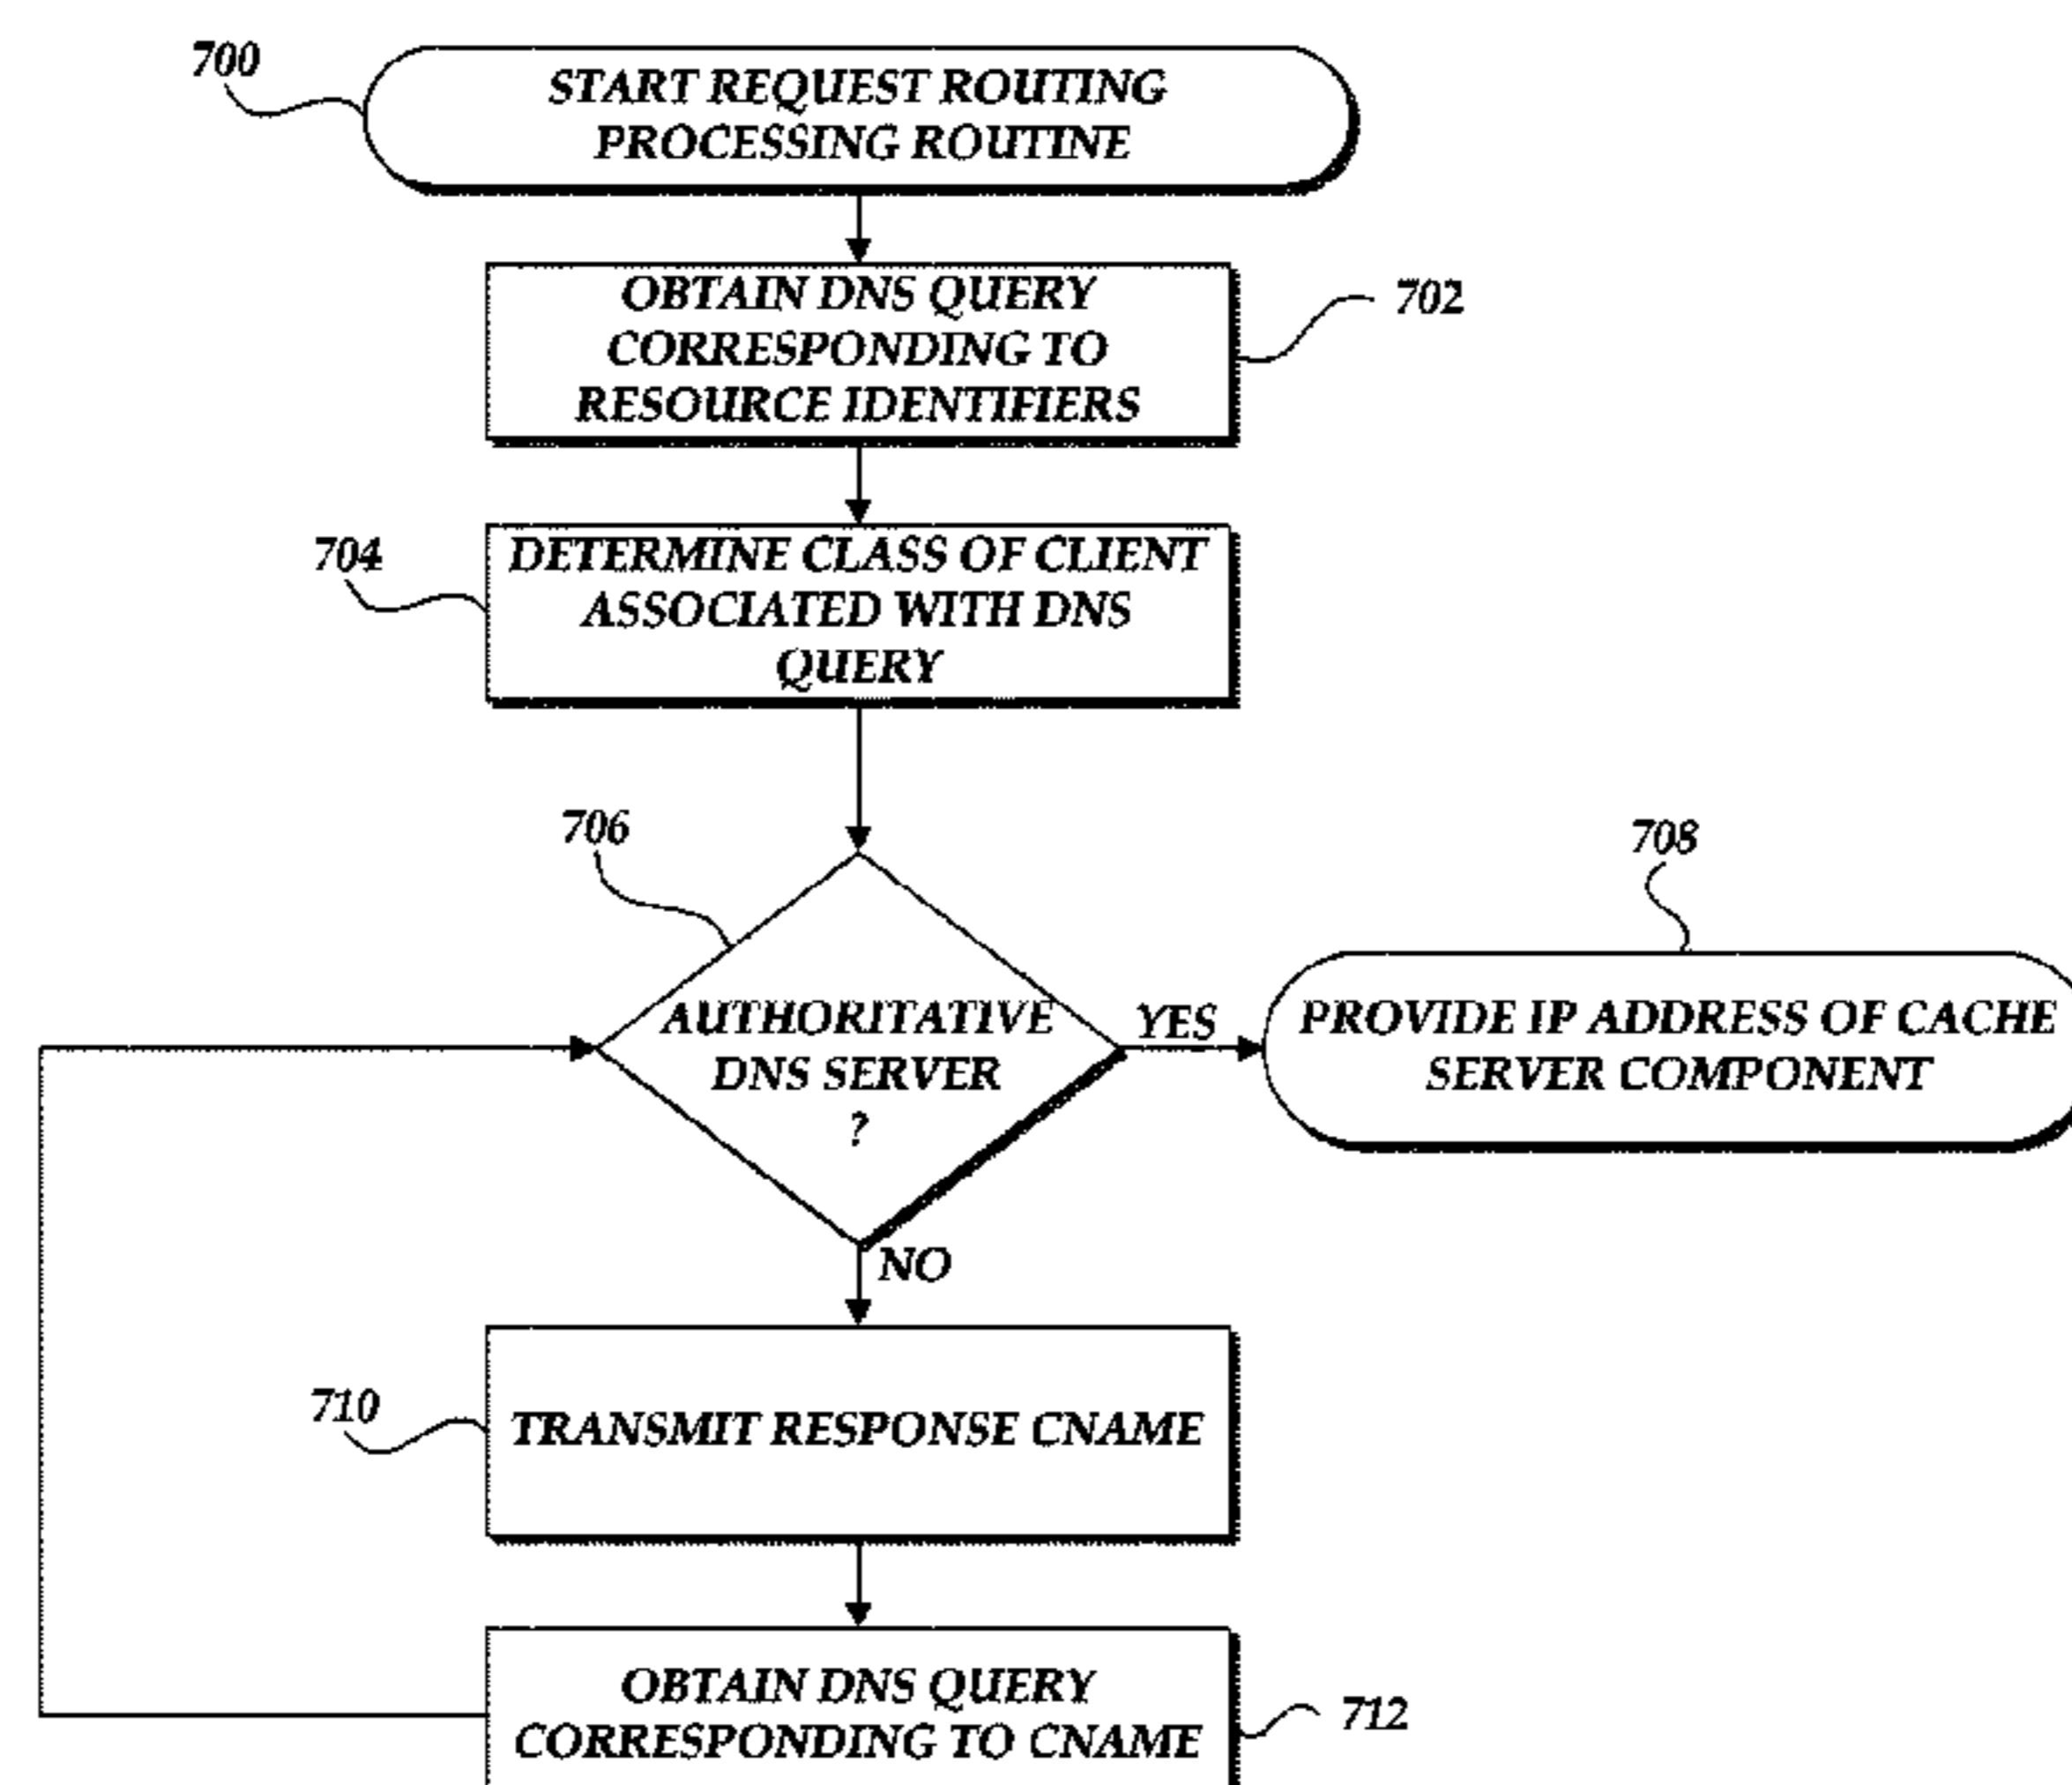 700
START REQUEST ROUTING
PROCESSING ROUTINE
OBTAIN DNS QUERY
CORRESPONDING TO
RESOURCE IDENTIFIERS
702
704
DETERMINE CLASS OF CLIENT
ASSOCIATED WITH DNS
QUERY
706
708
AUTHORITATIVE
DNS SERVER
?
YES
PROVIDE IP ADDRESS OF CACHE
SERVER COMPONENT
NO
710
TRANSMIT RESPONSE CNAME
OBTAIN DNS QUERY
CORRESPONDING TO CNAME
712